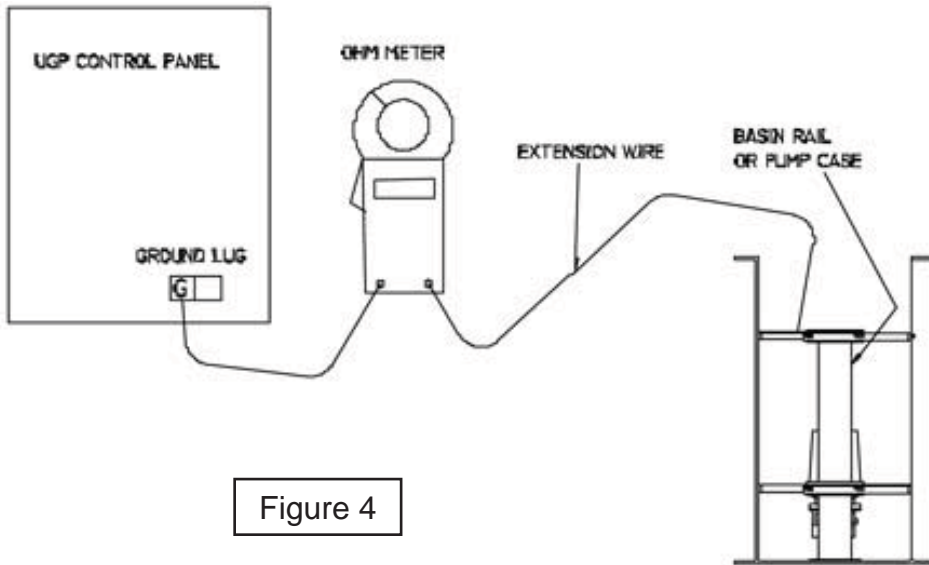 UGP CONTROL PANEL
OHM METER
EXTENSION WIRE
BASIN RAIL
OR PUMP CASE
GROUND LUG
G
Figure 4